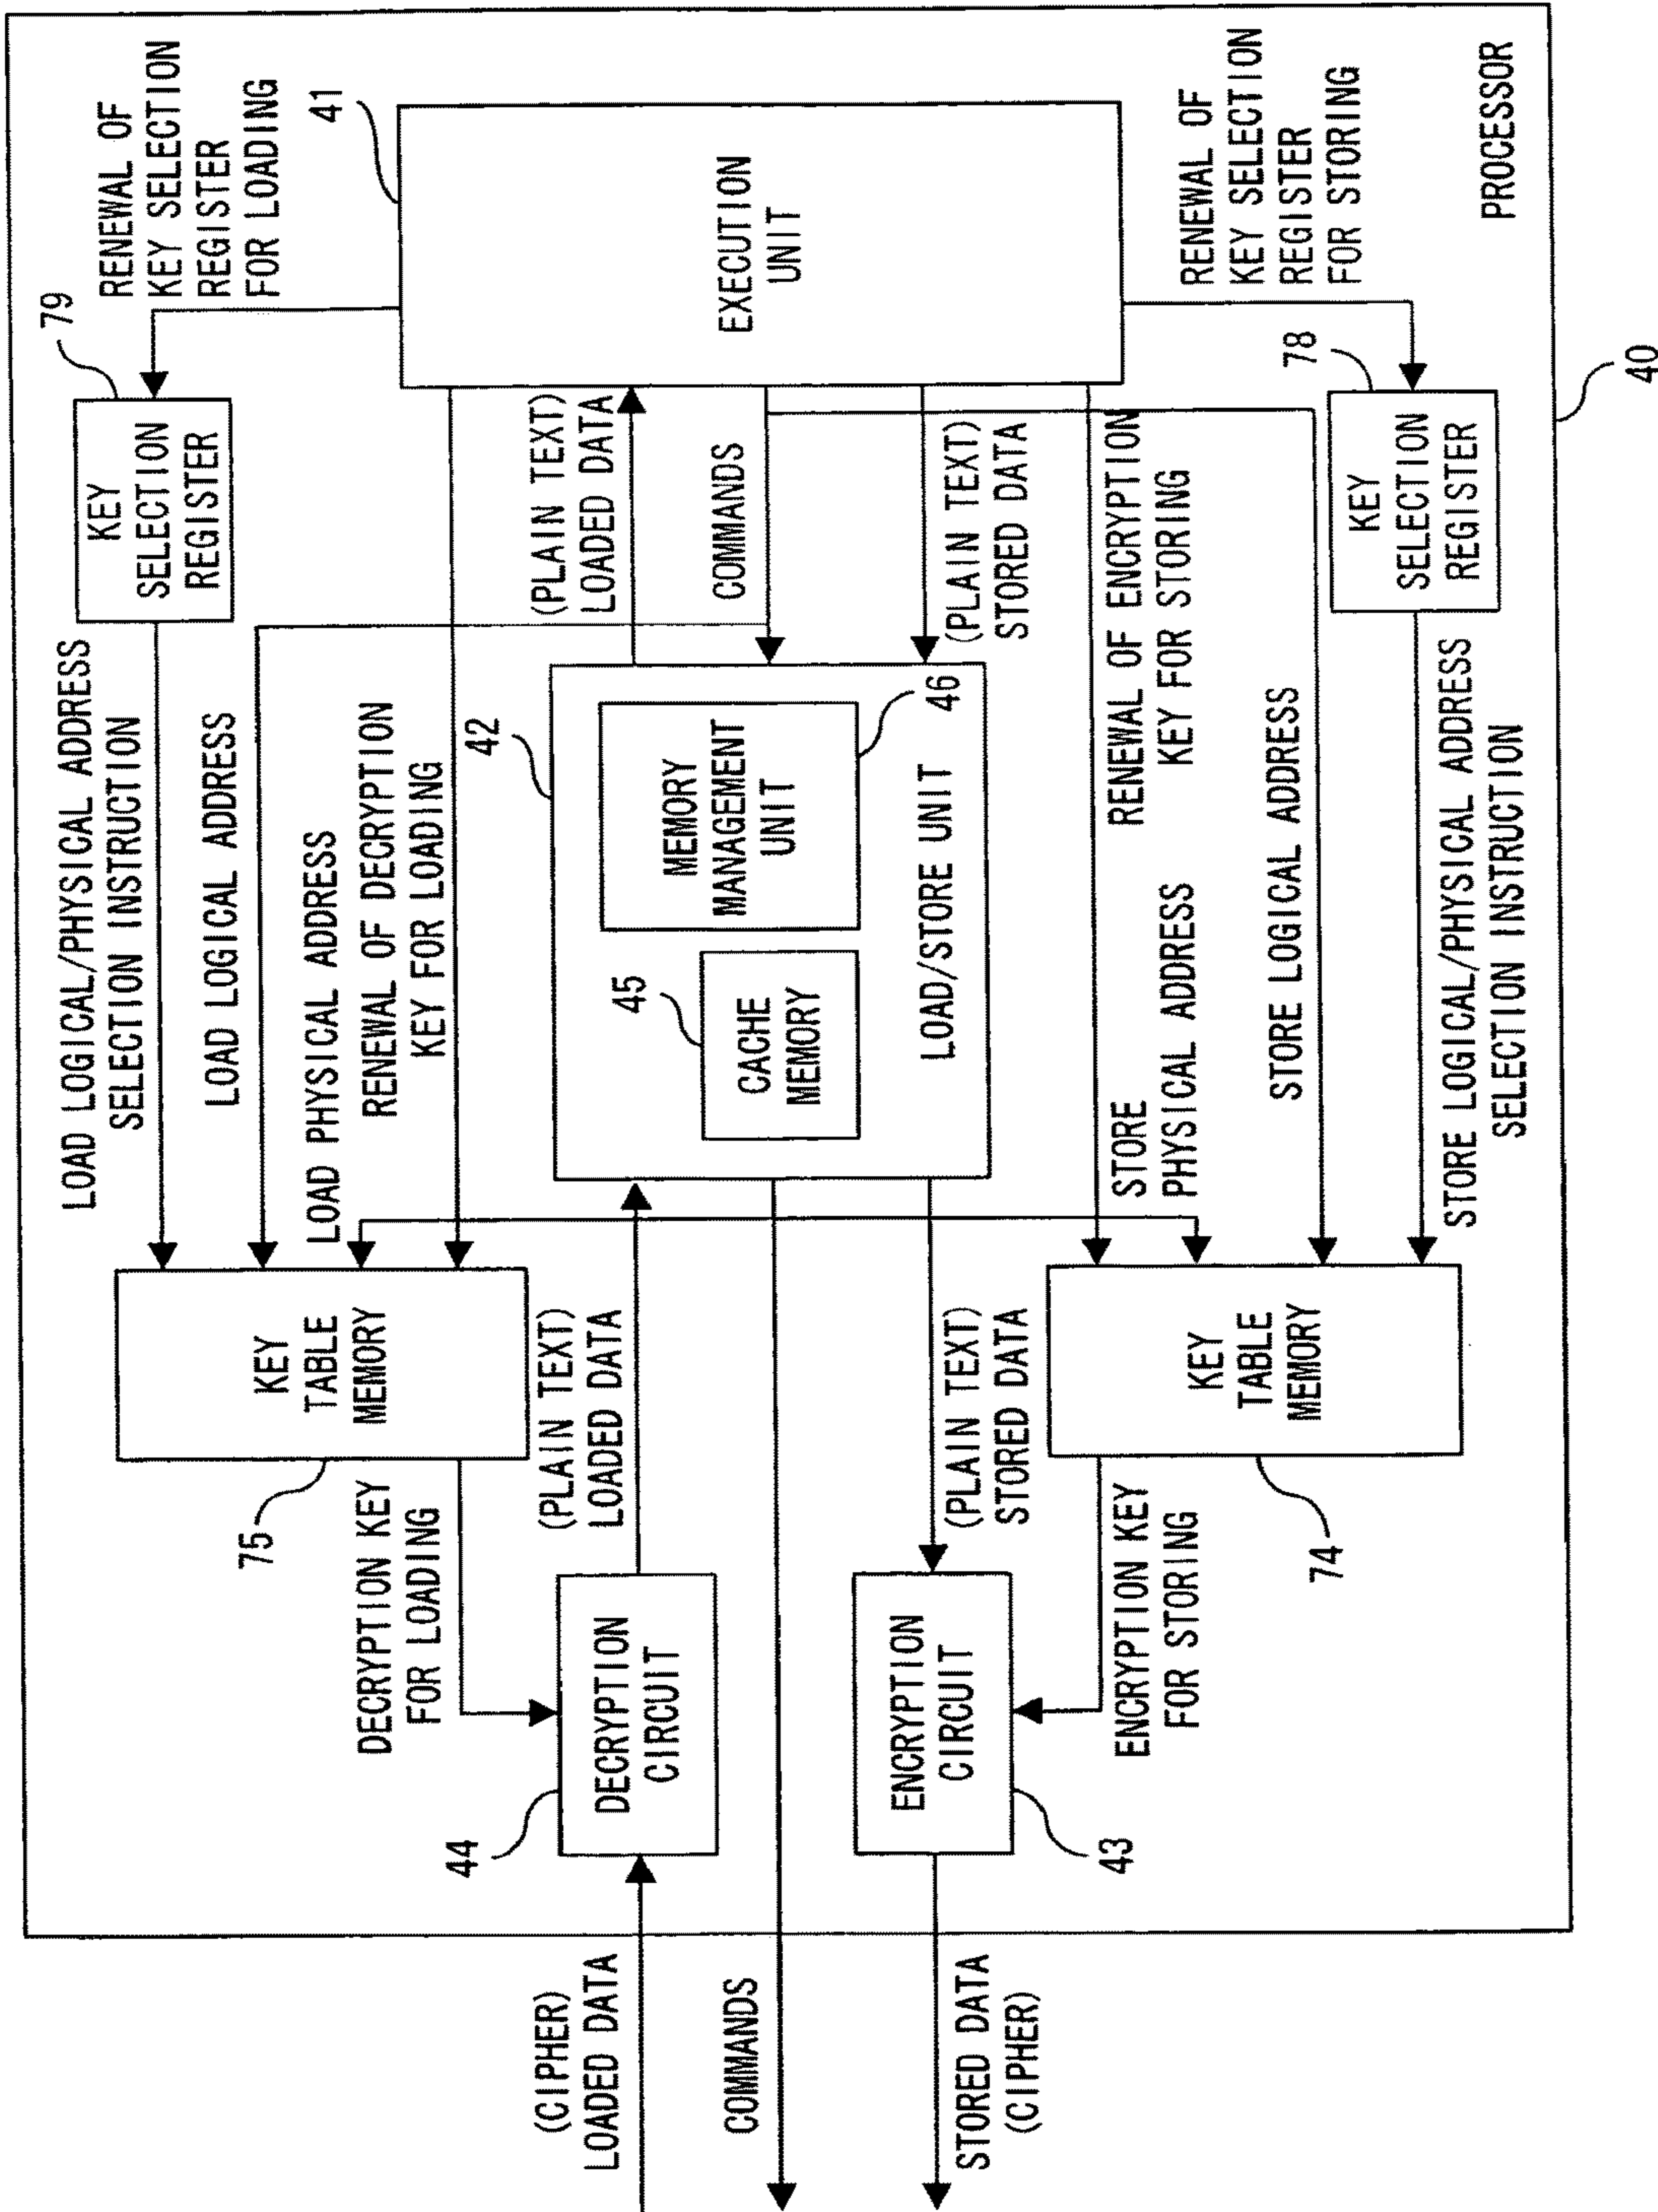 LOAD LOGICAL/PHYSICAL ADDRESS
SELECTION INSTRUCTION
79
RENEWAL OF
KEY SELECTION
REGISTER
FOR LOADING
KEY
SELECTION
REGISTER
LOAD LOGICAL ADDRESS
75
KEY
TABLE
MEMORY
LOAD PHYSICAL ADDRESS
RENEWAL OF DECRYPTION
KEY FOR LOADING
41
DECRYPTION KEY
FOR LOADING
44
42
(CIPHER)
LOADED DATA
DECRYPTION
CIRCUIT
(PLAIN TEXT)
LOADED DATA
(PLAIN TEXT)
LOADED DATA
45
CACHE
MEMORY
MEMORY
MANAGEMENT
UNIT
46
LOAD/STORE UNIT
COMMANDS
COMMANDS
EXECUTION
UNIT
STORED DATA
(CIPHER)
ENCRYPTION
CIRCUIT
43
(PLAIN TEXT)
STORED DATA
(PLAIN TEXT)
STORED DATA
ENCRYPTION KEY
FOR STORING
RENEWAL OF ENCRYPTION
KEY FOR STORING
STORE
PHYSICAL ADDRESS
KEY
TABLE
MEMORY
74
STORE LOGICAL ADDRESS
78
RENEWAL OF
KEY SELECTION
REGISTER
FOR STORING
KEY
SELECTION
REGISTER
STORE LOGICAL/PHYSICAL ADDRESS
SELECTION INSTRUCTION
PROCESSOR
40